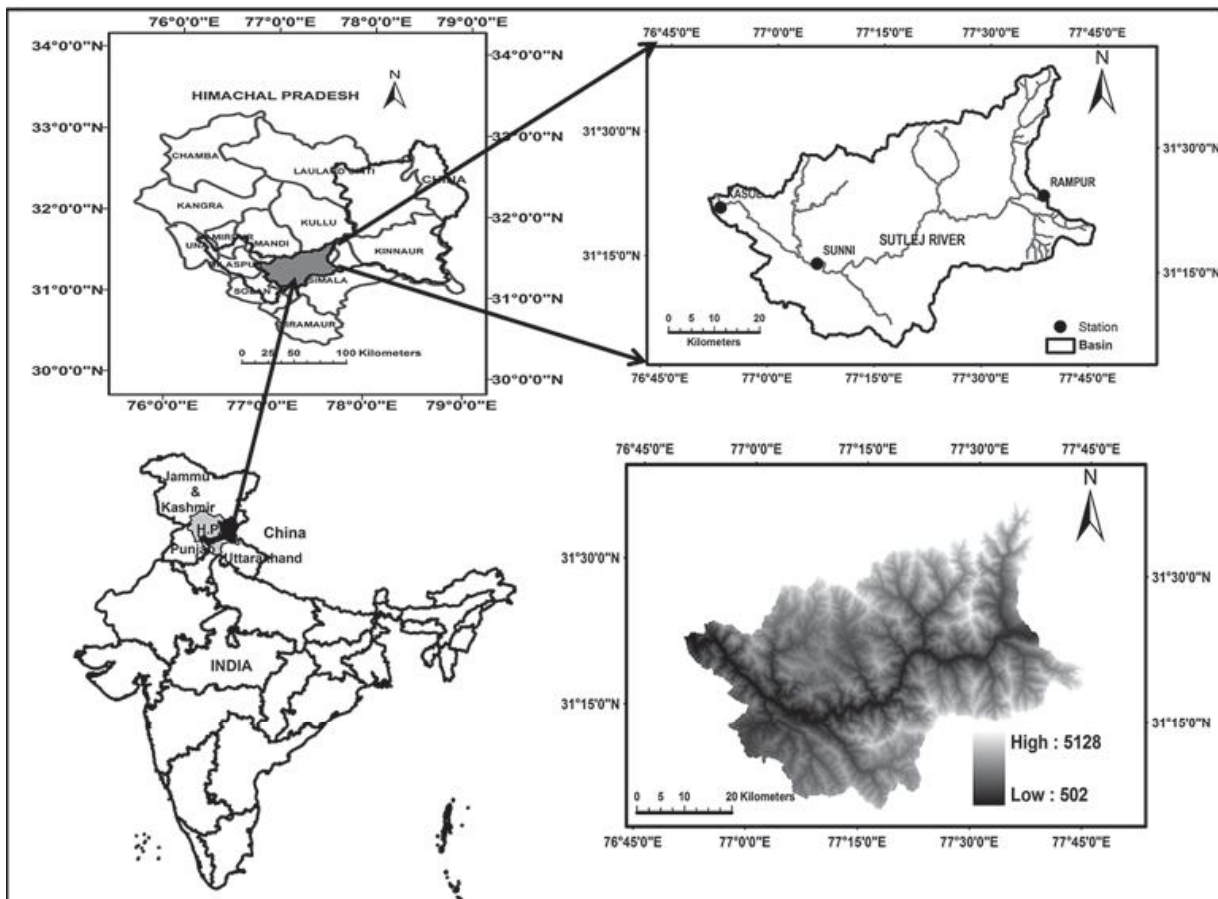 76°0'0"E 77°0'0"E 78°0'0"E 79°0'0"E
34°0'0"N
33°0'0"N
32°0'0"N
31°0'0"N
30°0'0"N
34°0'0"N
33°0'0"N
32°0'0"N
31°0'0"N
30°0'0"N
N
HIMACHAL PRADESH
CHAMBA
CHINA
KANGRA
KULLU
MANDI
KINNAUR
SIMALA
0 25 50 100 Kilometers
76°0'0"E 77°0'0"E 78°0'0"E 79°0'0"E
76°45'0"E 77°0'0"E 77°15'0"E 77°30'0"E 77°45'0"E
31°30'0"N
31°15'0"N
31°30'0"N
31°15'0"N
N
RAMPUR
SUNNI
SUTLEJ RIVER
0 5 10 20
Kilometers
Station
Basin
76°45'0"E 77°0'0"E 77°15'0"E 77°30'0"E 77°45'0"E
Jammu
&
Kashmir
H.P
China
Punjab
Uttarakhand
INDIA
76°45'0"E 77°0'0"E 77°15'0"E 77°30'0"E 77°45'0"E
31°30'0"N
31°15'0"N
31°30'0"N
31°15'0"N
N
High : 5128
Low : 502
0 5 10 20 Kilometers
76°45'0"E 77°0'0"E 77°15'0"E 77°30'0"E 77°45'0"E